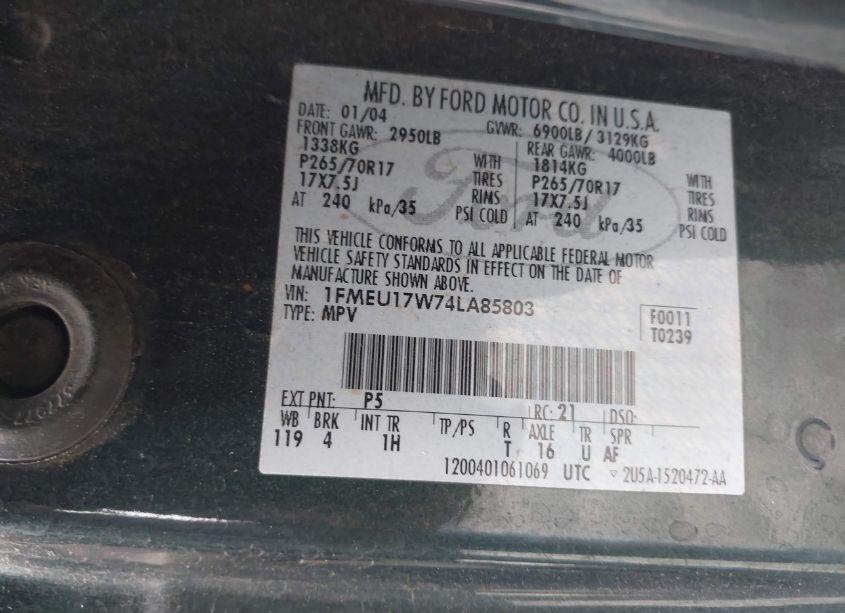 MFD. BY FORD MOTOR CO. IN U.S.A.
DATE: 01/04 GVWR: 6900LB / 3129KG
FRONT GAWR: 2950LB REAR GAWR: 4000LB
1338KG WITH 1814KG WITH
P265/70R17 TIRES P265/70R17 TIRES
17X7.5J RIMS 17X7.5J RIMS
AT 240 kPa/35 PSI COLD AT 240 kPa/35 PSI COLD
Ford
THIS VEHICLE CONFORMS TO ALL APPLICABLE FEDERAL MOTOR
VEHICLE SAFETY STANDARDS IN EFFECT ON THE DATE OF
MANUFACTURE SHOWN ABOVE.
VIN: 1FMEU17W74LA85803 F0011
TYPE: MPV T0239
EXT PNT: P5 RC: 21 DSO:
WB BRK INT TR TP/PS R AXLE TR SPR
119 4 1H T 16 U AF
1200401061069 UTC ▽ 2U5A-1520472-AA